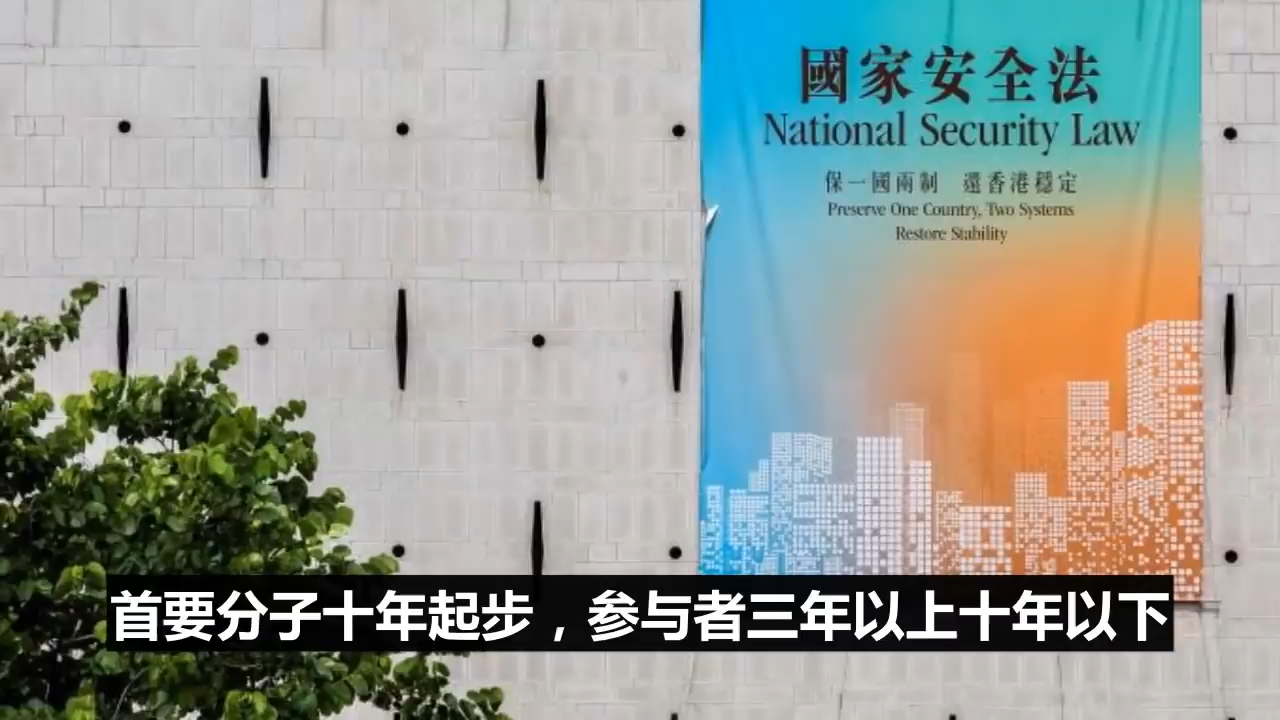 國家安全法
National Security Law
保一國兩制 還香港穩定
Preserve One Country, Two Systems
Restore Stability
首要分子十年起步，参与者三年以上十年以下